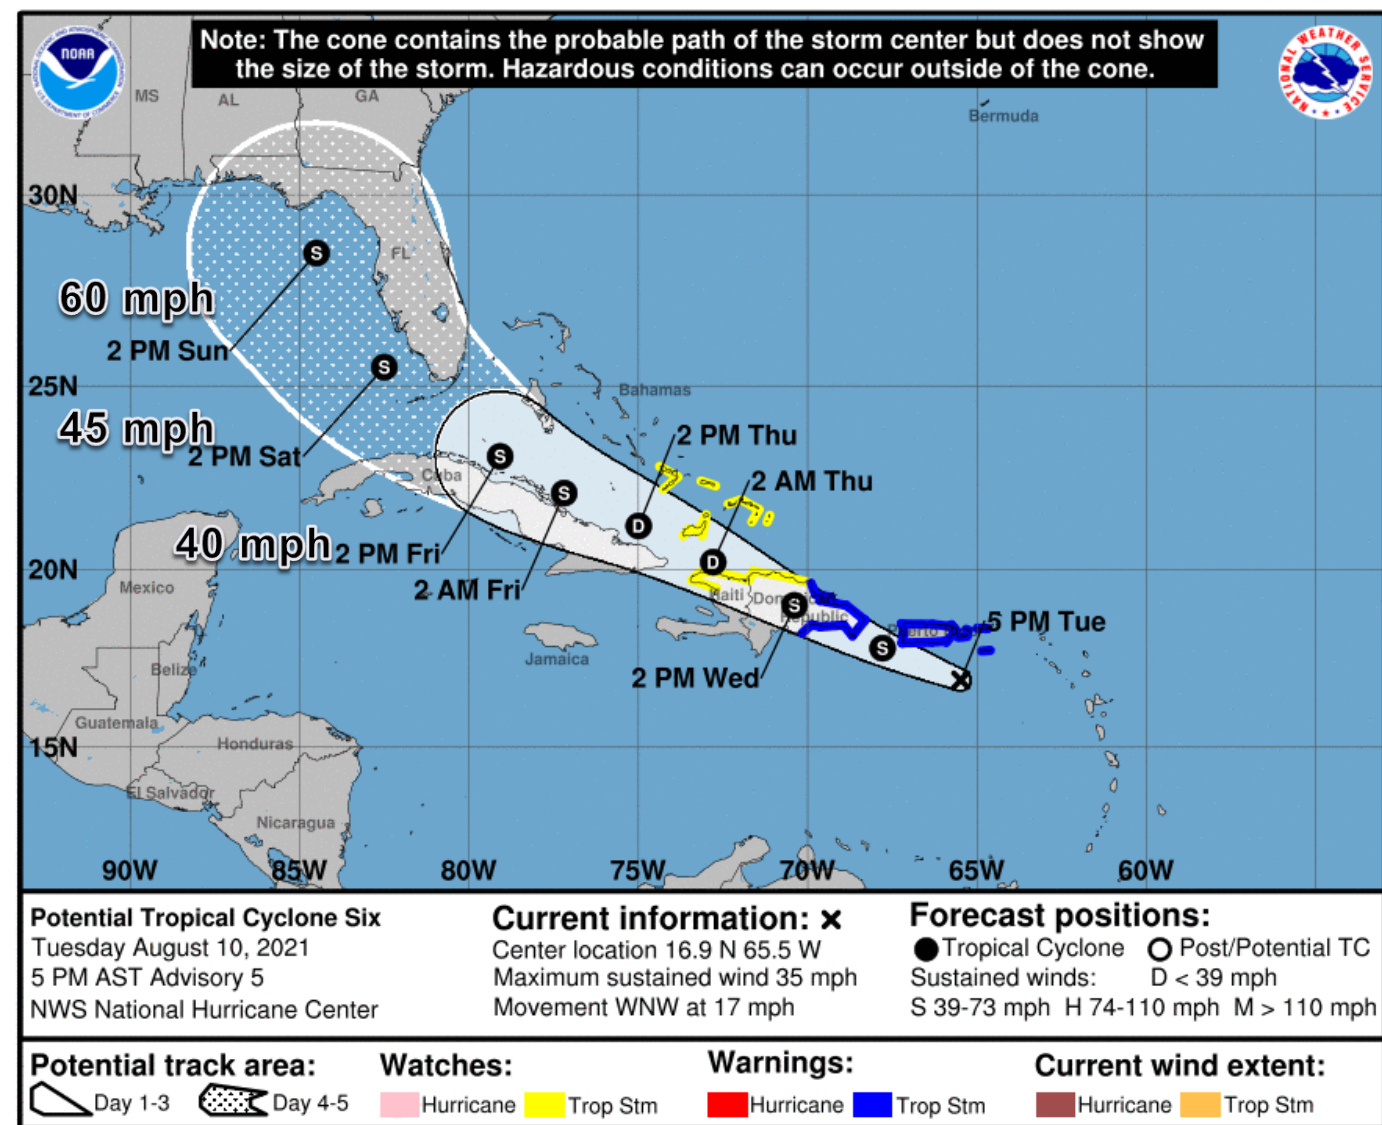 Note: The cone contains the probable path of the storm center but does not show
the size of the storm. Hazardous conditions can occur outside of the cone.
NOAA
NATIONAL WEATHER SERVICE
MS
AL
GA
Bermuda
30N
FL
60 mph
2 PM Sun
25N
Bahamas
45 mph
2 PM Sat
2 PM Thu
2 AM Thu
Cuba
40 mph
2 PM Fri
2 AM Fri
20N
Mexico
Haiti
Dominican
Republic
Puerto Rico
5 PM Tue
Jamaica
2 PM Wed
Belize
Guatemala
Honduras
15N
El Salvador
Nicaragua
90W 85W 80W 75W 70W 65W 60W
S
S
S
S
D
D
S
S
Potential Tropical Cyclone Six
Tuesday August 10, 2021
5 PM AST Advisory 5
NWS National Hurricane Center
Current information: x
Center location 16.9 N 65.5 W
Maximum sustained wind 35 mph
Movement WNW at 17 mph
Forecast positions:
Tropical Cyclone Post/Potential TC
Sustained winds: D < 39 mph
S 39-73 mph H 74-110 mph M > 110 mph
Potential track area:
Day 1-3 Day 4-5
Watches:
Hurricane Trop Stm
Warnings:
Hurricane Trop Stm
Current wind extent:
Hurricane Trop Stm